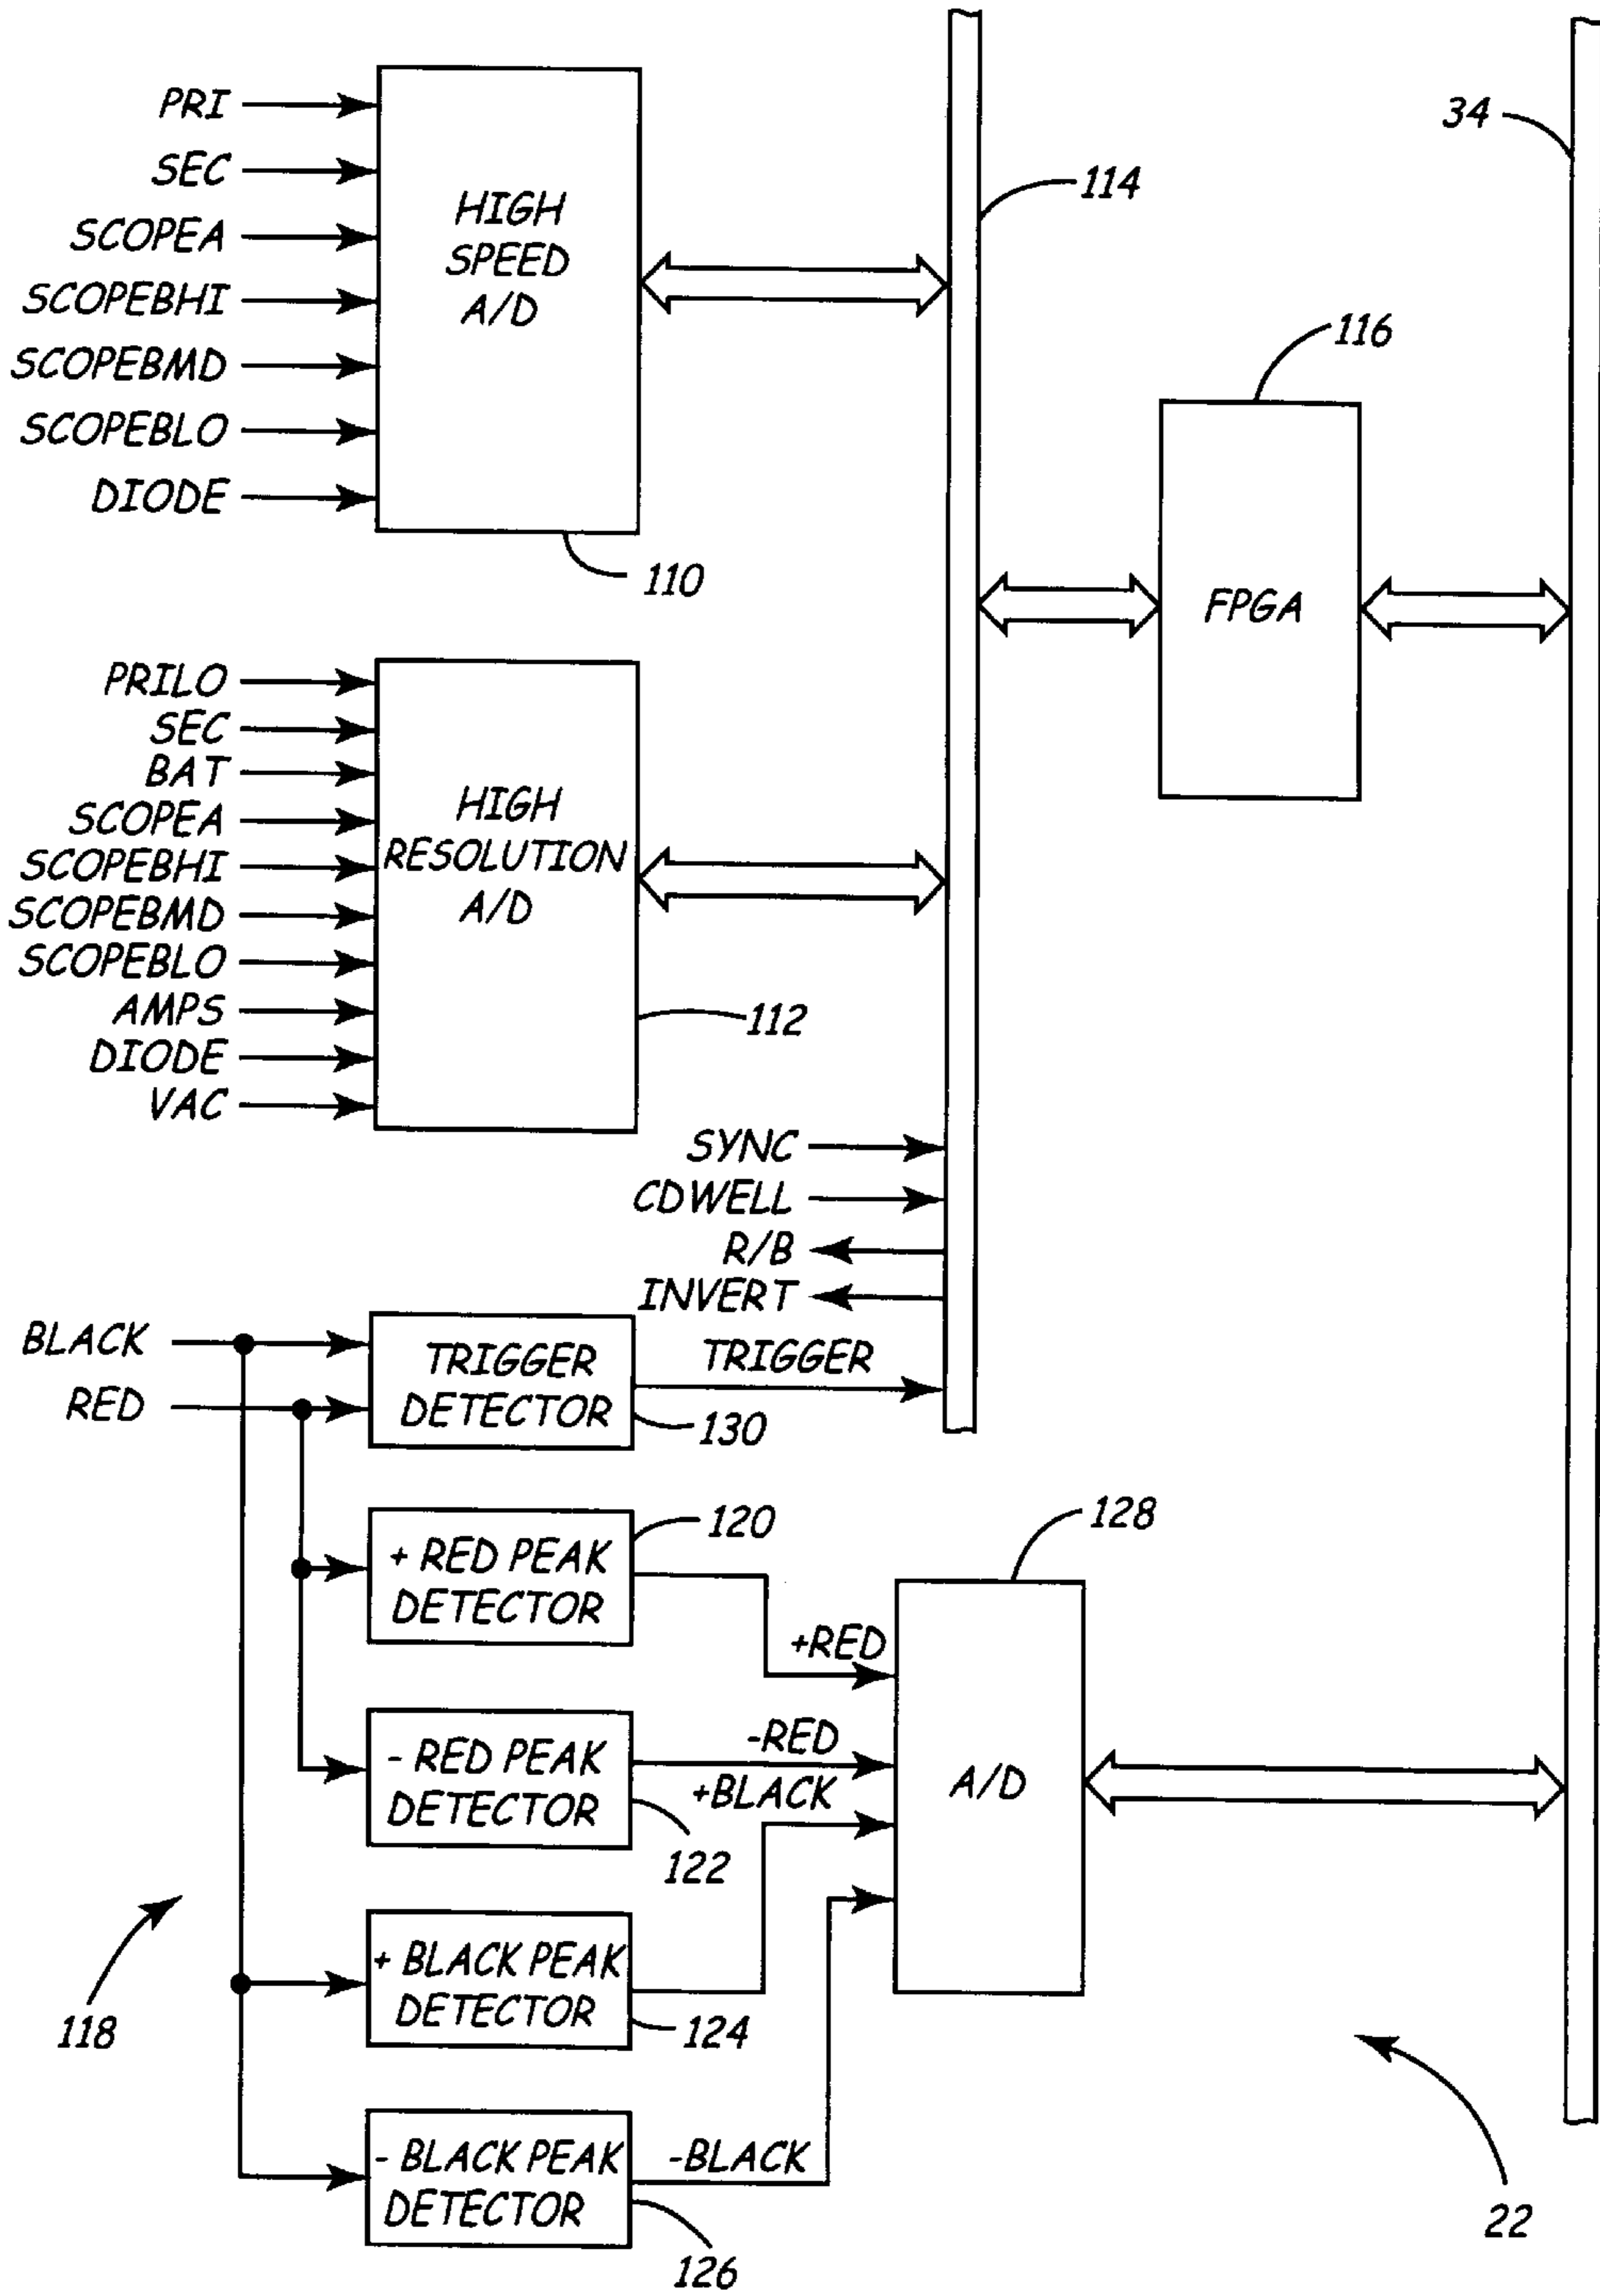 PRI
SEC
SCOPEA
SCOPEBHI
SCOPEBMD
SCOPEBLO
DIODE
HIGH
SPEED
A/D
110
114
34
116
FPGA
PRILO
SEC
BAT
SCOPEA
SCOPEBHI
SCOPEBMD
SCOPEBLO
AMPS
DIODE
VAC
HIGH
RESOLUTION
A/D
112
SYNC
CDWELL
R/B
INVERT
BLACK
RED
TRIGGER
DETECTOR
TRIGGER
130
+ RED PEAK
DETECTOR
120
+RED
128
- RED PEAK
DETECTOR
-RED
+BLACK
122
A/D
+ BLACK PEAK
DETECTOR
124
118
- BLACK PEAK
DETECTOR
-BLACK
126
22